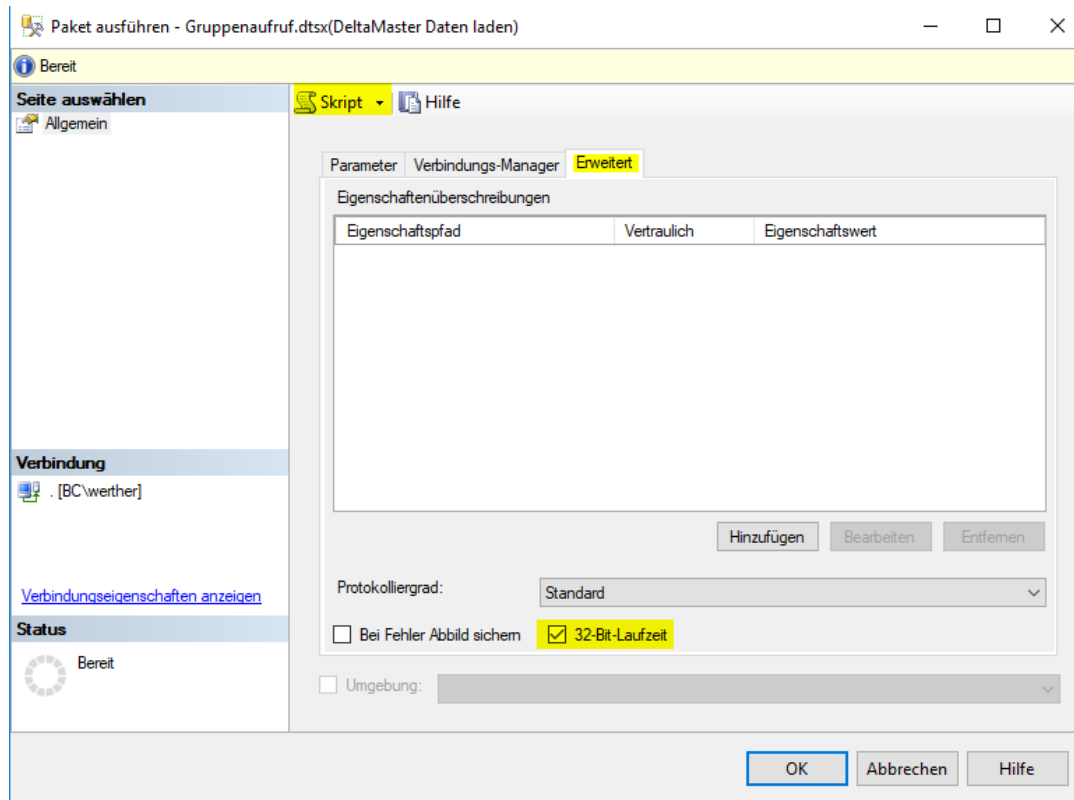 Paket ausführen - Gruppenaufruf.dtsx(DeltaMaster Daten laden)
Bereit
Seite auswählen
Allgemein
Skript
Hilfe
Parameter
Verbindungs-Manager
Erweitert
Eigenschaftenüberschreibungen
Eigenschaftspfad
Vertraulich
Eigenschaftswert
Hinzufügen
Bearbeiten
Entfernen
Protokolliergrad:
Standard
Bei Fehler Abbild sichern
32-Bit-Laufzeit
Umgebung:
Verbindung
. [BC\werther]
Verbindungseigenschaften anzeigen
Status
Bereit
OK
Abbrechen
Hilfe